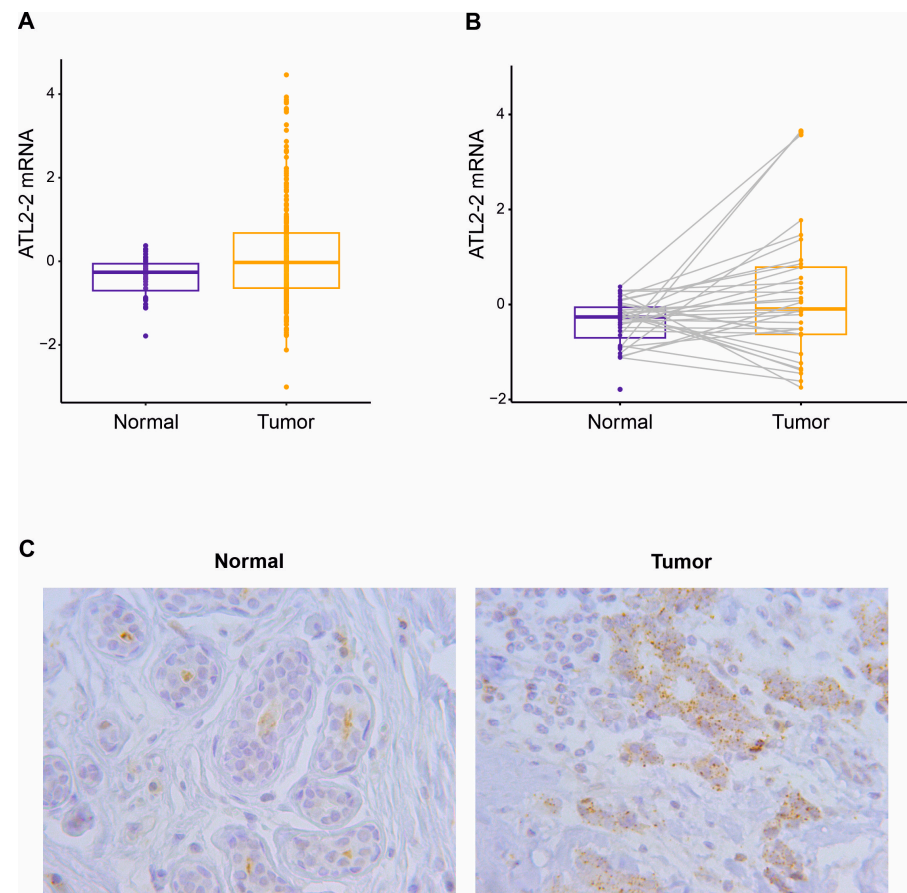 A
B
ATL2-2 mRNA
4
2
0
−2
Normal
Tumor
ATL2-2 mRNA
4
2
0
−2
Normal
Tumor
C
Normal
Tumor